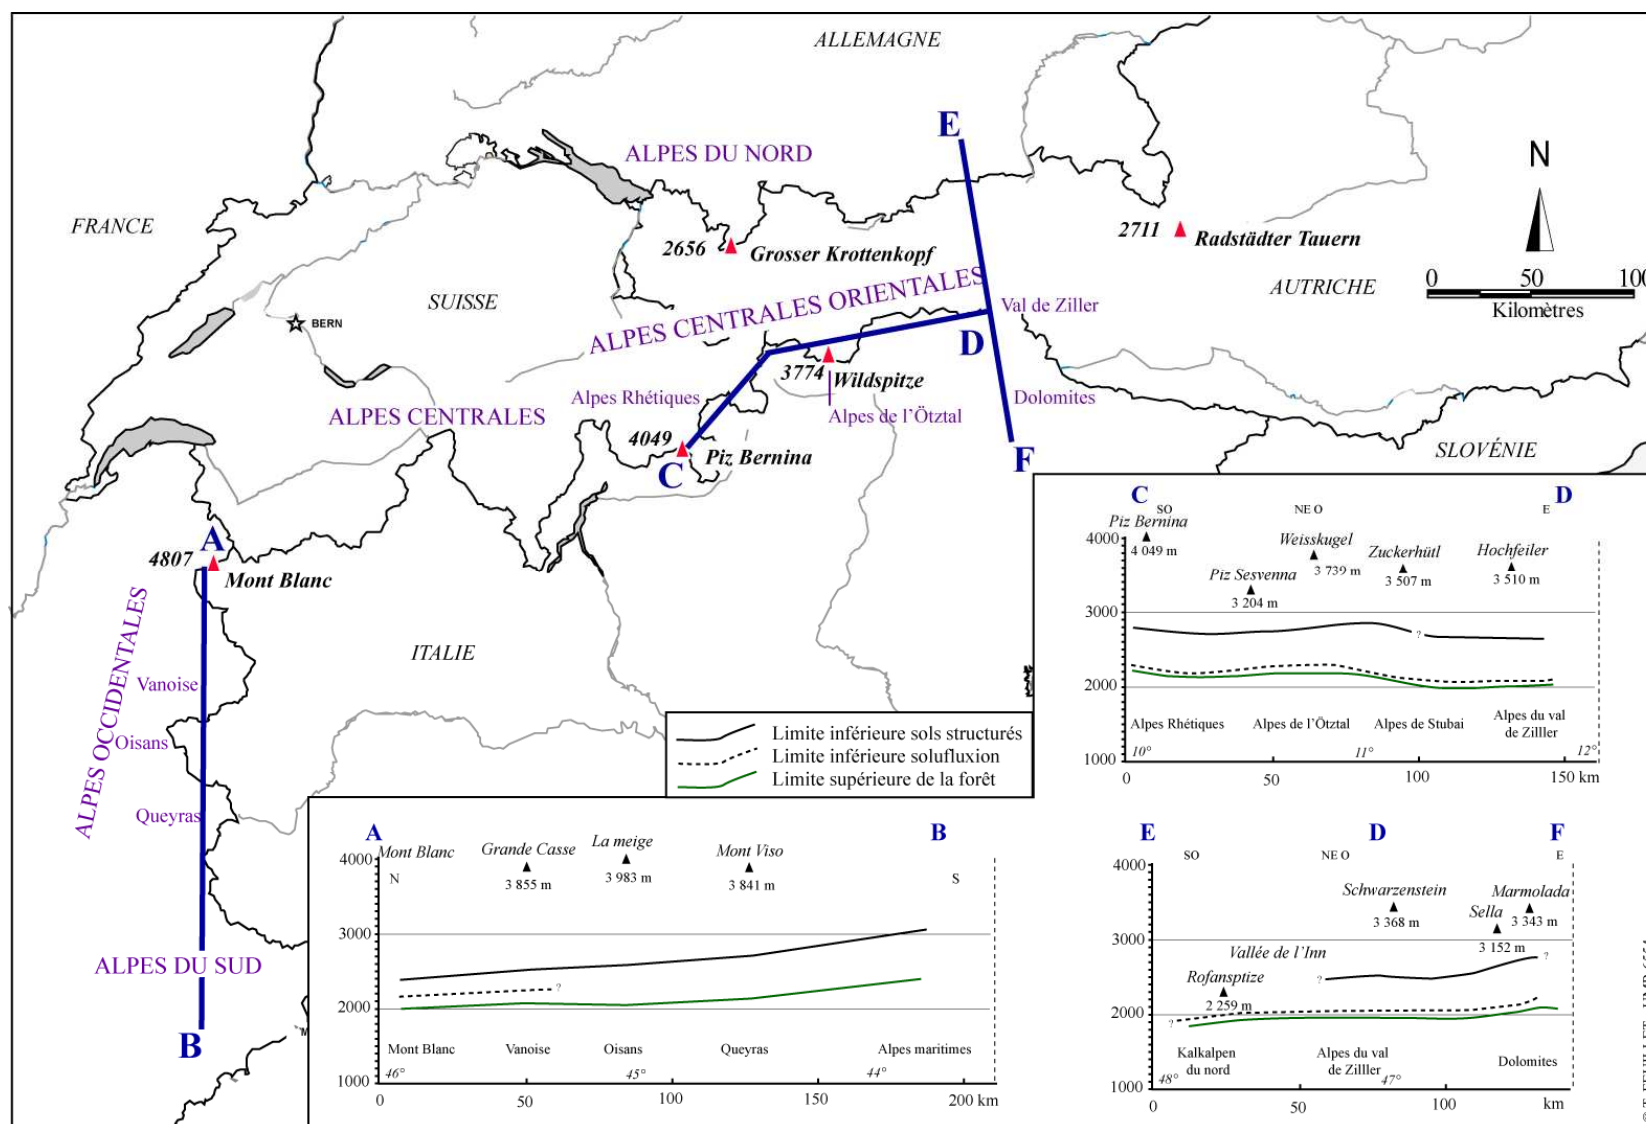 ALLEMAGNE
E
N
ALPES DU NORD
FRANCE
2656
Grosser Krottenkopf
2711
Radstädter Tauern
AUTRICHE
0 50 100
Kilomètres
SUISSE
BERN
ALPES CENTRALES ORIENTALES
Val de Ziller
D
3774
Wildspitze
Alpes Rhétiques
Dolomites
ALPES CENTRALES
Alpes de l'Ötztal
4049
Piz Bernina
C
F
SLOVÉNIE
A
4807
Mont Blanc
ALPES OCCIDENTALES
ITALIE
Vanoise
Oisans
Queyras
ALPES DU SUD
B
Limite inférieure sols structurés
Limite inférieure solufluxion
Limite supérieure de la forêt
C D
SO NE O E
Piz Bernina
4 049 m
Piz Sesvenna
3 204 m
Weisskugel
3 739 m
Zuckerhütl
3 507 m
Hochfeiler
3 510 m
4000
3000
2000
1000
?
Alpes Rhétiques
Alpes de l'Ötztal
Alpes de Stubai
Alpes du val
de Zilller
10° 11° 12°
0 50 100 150 km
A B
Mont Blanc
N S
Grande Casse
3 855 m
La meige
3 983 m
Mont Viso
3 841 m
4000
3000
2000
1000
?
Mont Blanc
Vanoise
Oisans
Queyras
Alpes maritimes
46° 45° 44°
0 50 100 150 200 km
E D F
SO NE O E
Schwarzenstein
3 368 m
Marmolada
3 343 m
Sella
3 152 m
Vallée de l'Inn
Rofansptize
2 259 m
4000
3000
2000
1000
? ? ?
Kalkalpen
du nord
Alpes du val
de Zilller
Dolomites
48° 47°
0 50 100 km